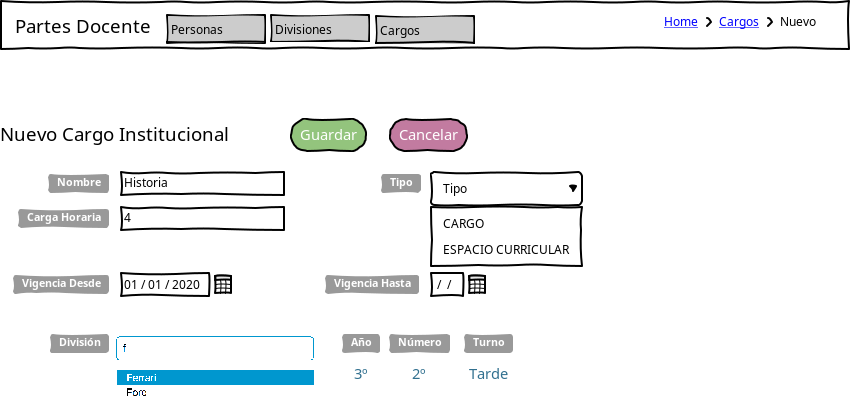 Partes Docente Personas Divisiones Cargos Home Cargos Nuevo
Nuevo Cargo Institucional Guardar Cancelar
Nombre Historia Tipo Tipo
Carga Horaria 4 CARGO
ESPACIO CURRICULAR
Vigencia Desde 01 / 01 / 2020 Vigencia Hasta / /
División f Año Número Turno
Ferrari 3º 2º Tarde
Ford